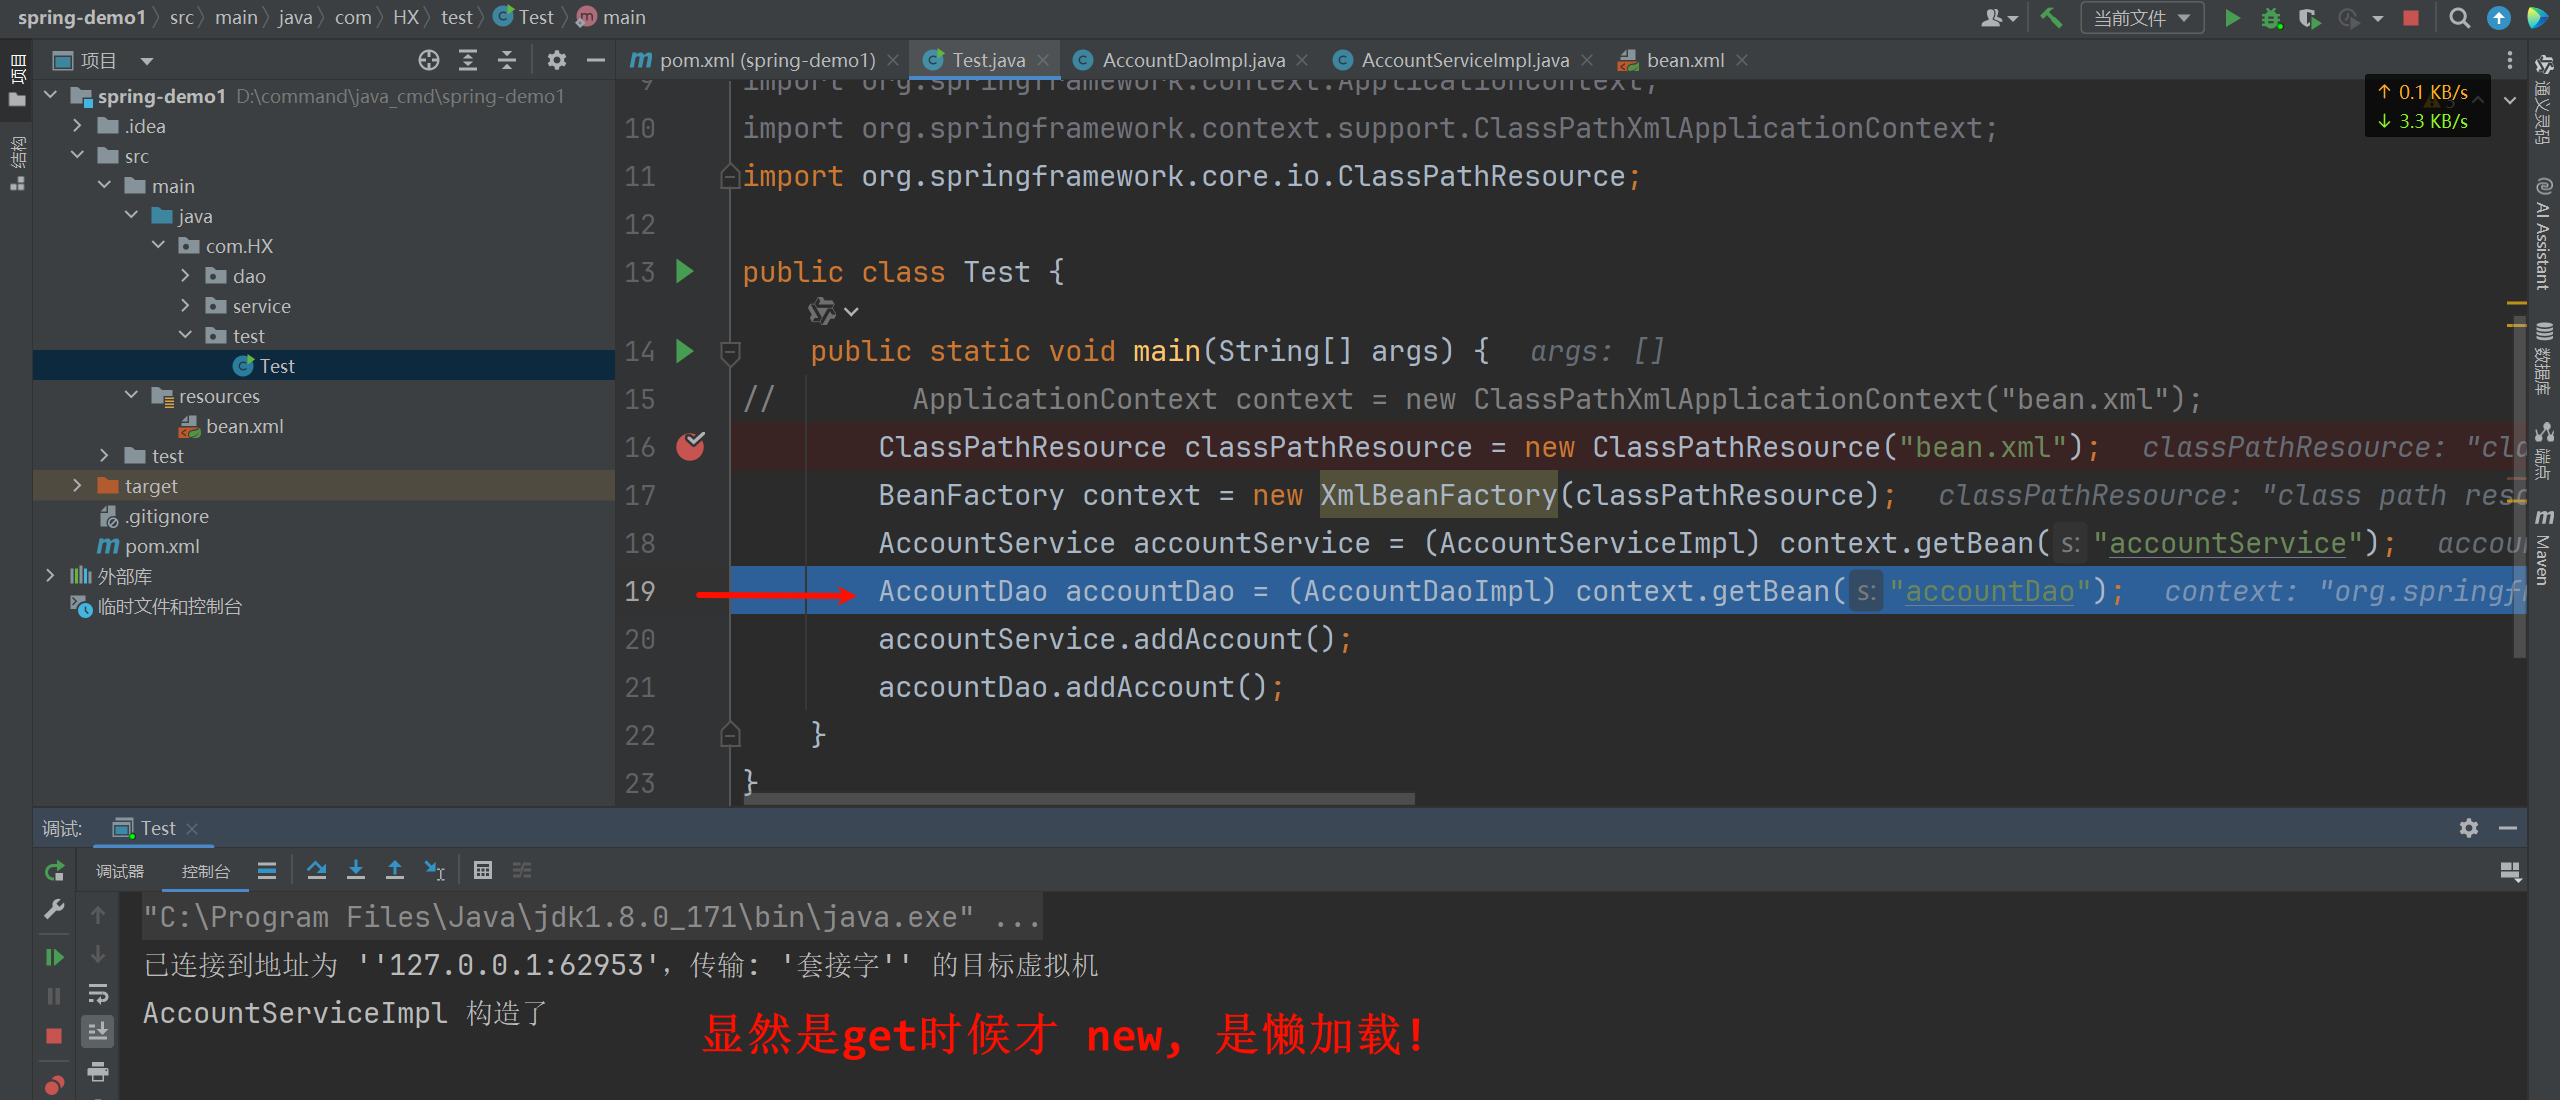 spring-demo1 〉 src 〉 main 〉 java 〉 com 〉 HX 〉 test 〉 Test 〉 main
当前文件
项目
pom.xml (spring-demo1)
Test.java
AccountDaoImpl.java
AccountServiceImpl.java
bean.xml
项目
结构
spring-demo1 D:\command\java_cmd\spring-demo1
.idea
src
main
java
com.HX
dao
service
test
Test
resources
bean.xml
test
target
.gitignore
pom.xml
外部库
临时文件和控制台
↑ 0.1 KB/s
↓ 3.3 KB/s
9 import org.springframework.context.ApplicationContext;
10 import org.springframework.context.support.ClassPathXmlApplicationContext;
11 import org.springframework.core.io.ClassPathResource;
12
13 public class Test {
14 public static void main(String[] args) { args: []
15 // ApplicationContext context = new ClassPathXmlApplicationContext("bean.xml");
16 ClassPathResource classPathResource = new ClassPathResource("bean.xml"); classPathResource: "cla
17 BeanFactory context = new XmlBeanFactory(classPathResource); classPathResource: "class path reso
18 AccountService accountService = (AccountServiceImpl) context.getBean( s: "accountService"); accoun
19 AccountDao accountDao = (AccountDaoImpl) context.getBean( s: "accountDao"); context: "org.springf
20 accountService.addAccount();
21 accountDao.addAccount();
22 }
23 }
通义灵码
AI Assistant
数据库
端点
Maven
调试:
Test
调试器
控制台
"C:\Program Files\Java\jdk1.8.0_171\bin\java.exe" ...
已连接到地址为 ''127.0.0.1:62953', 传输: '套接字'' 的目标虚拟机
AccountServiceImpl 构造了
显然是get时候才 new, 是懒加载!